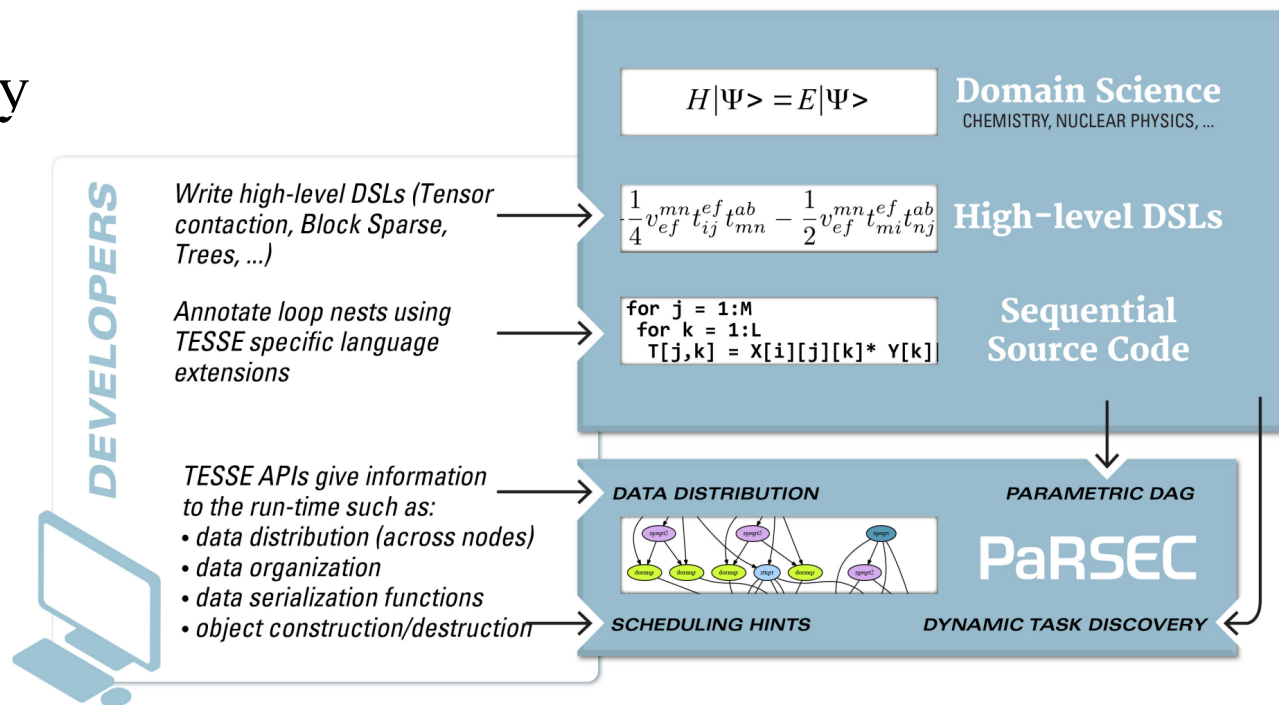 y
DEVELOPERS
Write high-level DSLs (Tensor
contaction, Block Sparse,
Trees, ...)
Annotate loop nests using
TESSE specific language
extensions
TESSE APIs give information
to the run-time such as:
• data distribution (across nodes)
• data organization
• data serialization functions
• object construction/destruction
H|Ψ> = E|Ψ>
Domain Science
CHEMISTRY, NUCLEAR PHYSICS, ...
\frac{1}{4} v_{ef}^{mn} t_{ij}^{ef} t_{mn}^{ab} − \frac{1}{2} v_{ef}^{mn} t_{mi}^{ef} t_{nj}^{ab}
High-level DSLs
for j = 1:M
for k = 1:L
T[j,k] = X[i][j][k]* Y[k]
Sequential
Source Code
DATA DISTRIBUTION
PARAMETRIC DAG
PaRSEC
SCHEDULING HINTS
DYNAMIC TASK DISCOVERY